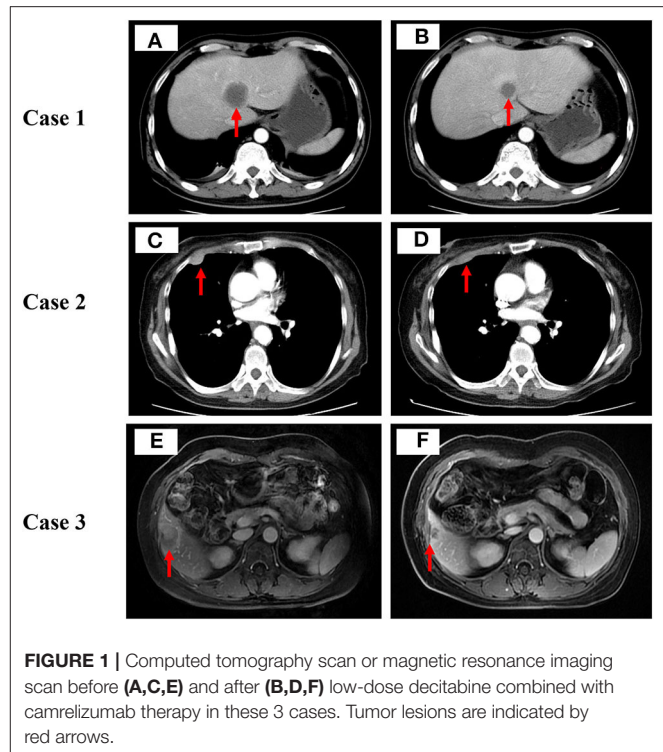 A
B
Case 1
C
D
Case 2
E
F
Case 3
FIGURE 1 | Computed tomography scan or magnetic resonance imaging
scan before (A,C,E) and after (B,D,F) low-dose decitabine combined with
camrelizumab therapy in these 3 cases. Tumor lesions are indicated by
red arrows.